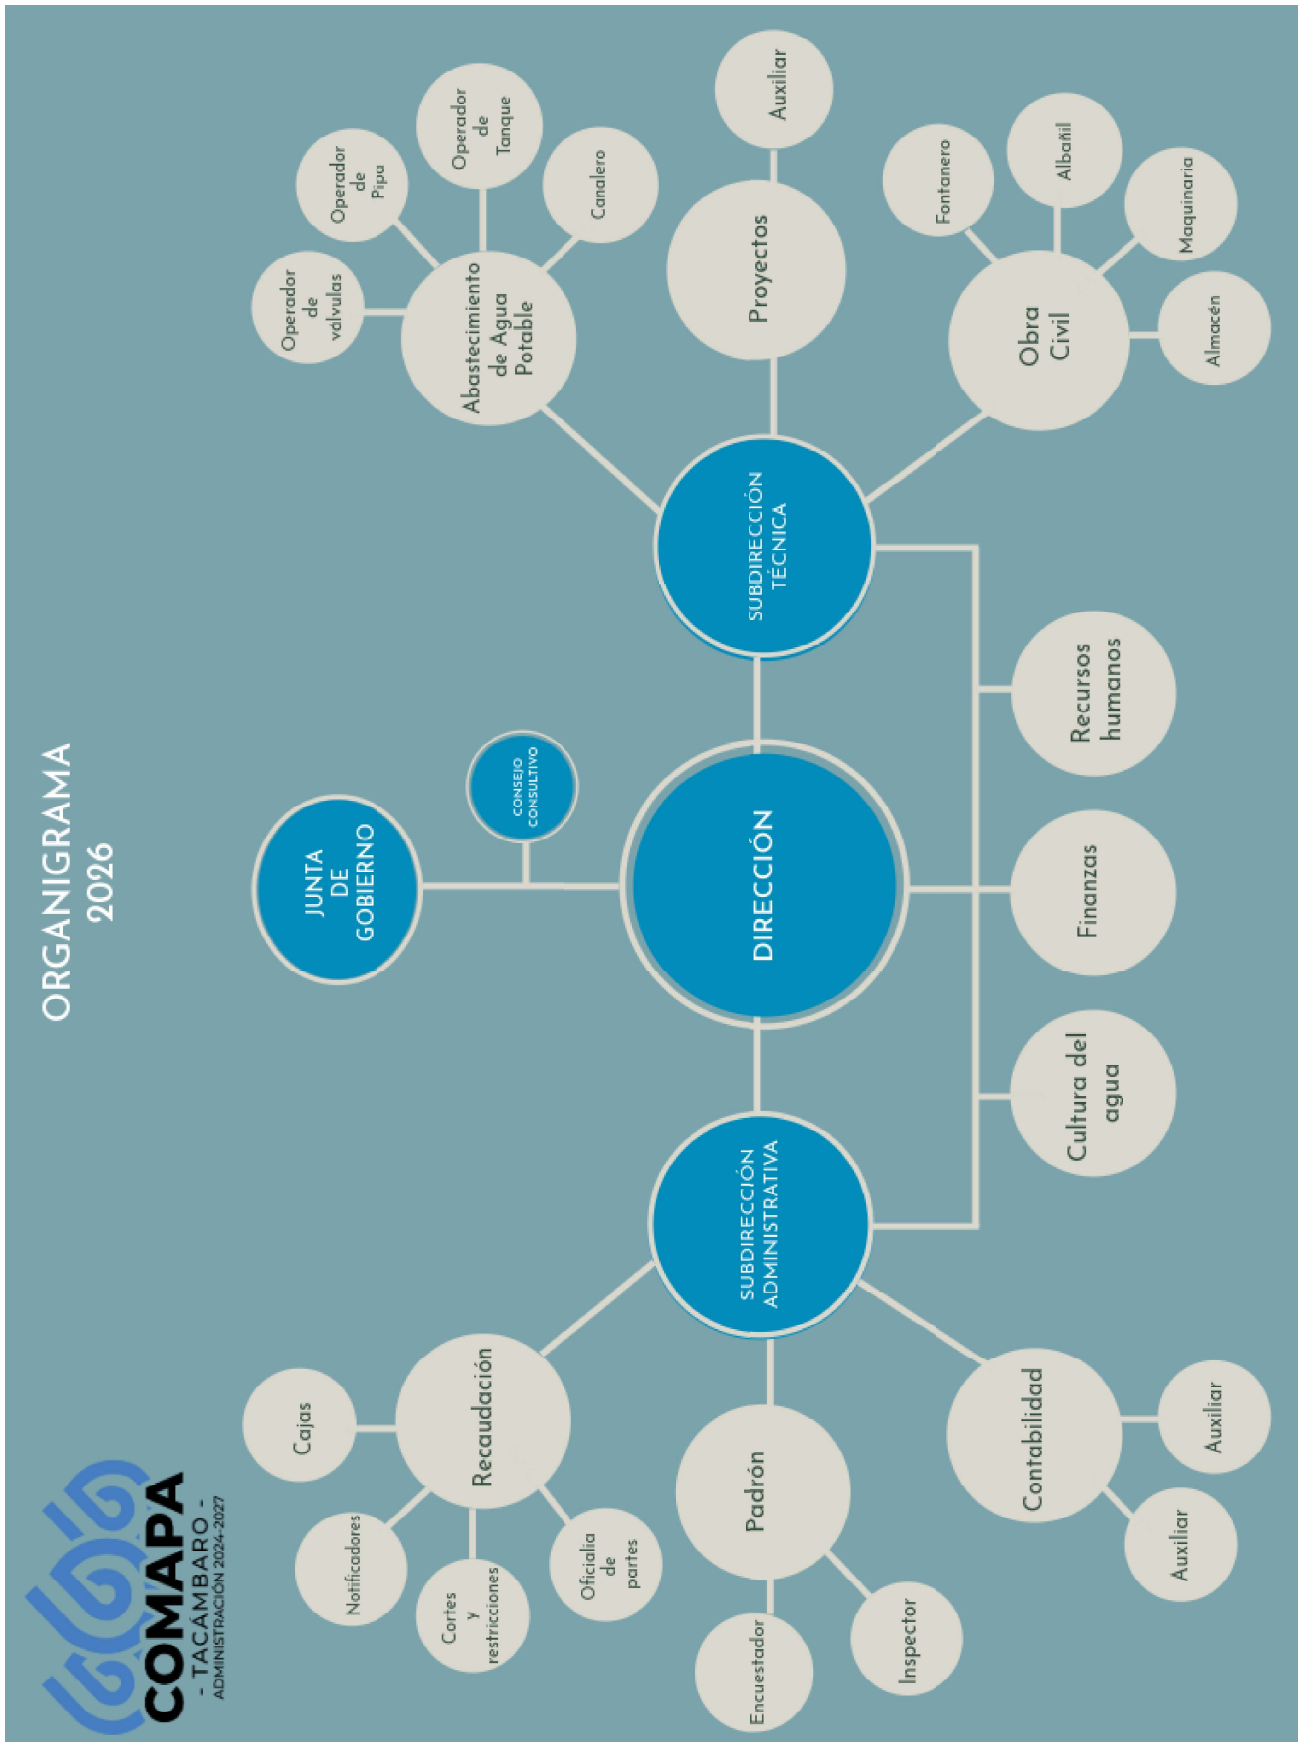 COMAPA
- TACÁMBARO -
ADMINISTRACIÓN 2024-2027
ORGANIGRAMA
2026
JUNTA
DE
GOBIERNO
CONSEJO
CONSULTIVO
DIRECCIÓN
SUBDIRECCIÓN
ADMINISTRATIVA
SUBDIRECCIÓN
TÉCNICA
Recaudación
Cajas
Notificadores
Cortes
y
restricciones
Oficialia
de
partes
Padrón
Encuestador
Inspector
Contabilidad
Auxiliar
Auxiliar
Cultura del
agua
Finanzas
Recursos
humanos
Abastecimiento
de Agua
Potable
Operador
de
válvulas
Operador
de
Pipa
Operador
de
Tanque
Canalero
Proyectos
Auxiliar
Obra
Civil
Fontanero
Albañil
Maquinaria
Almacén